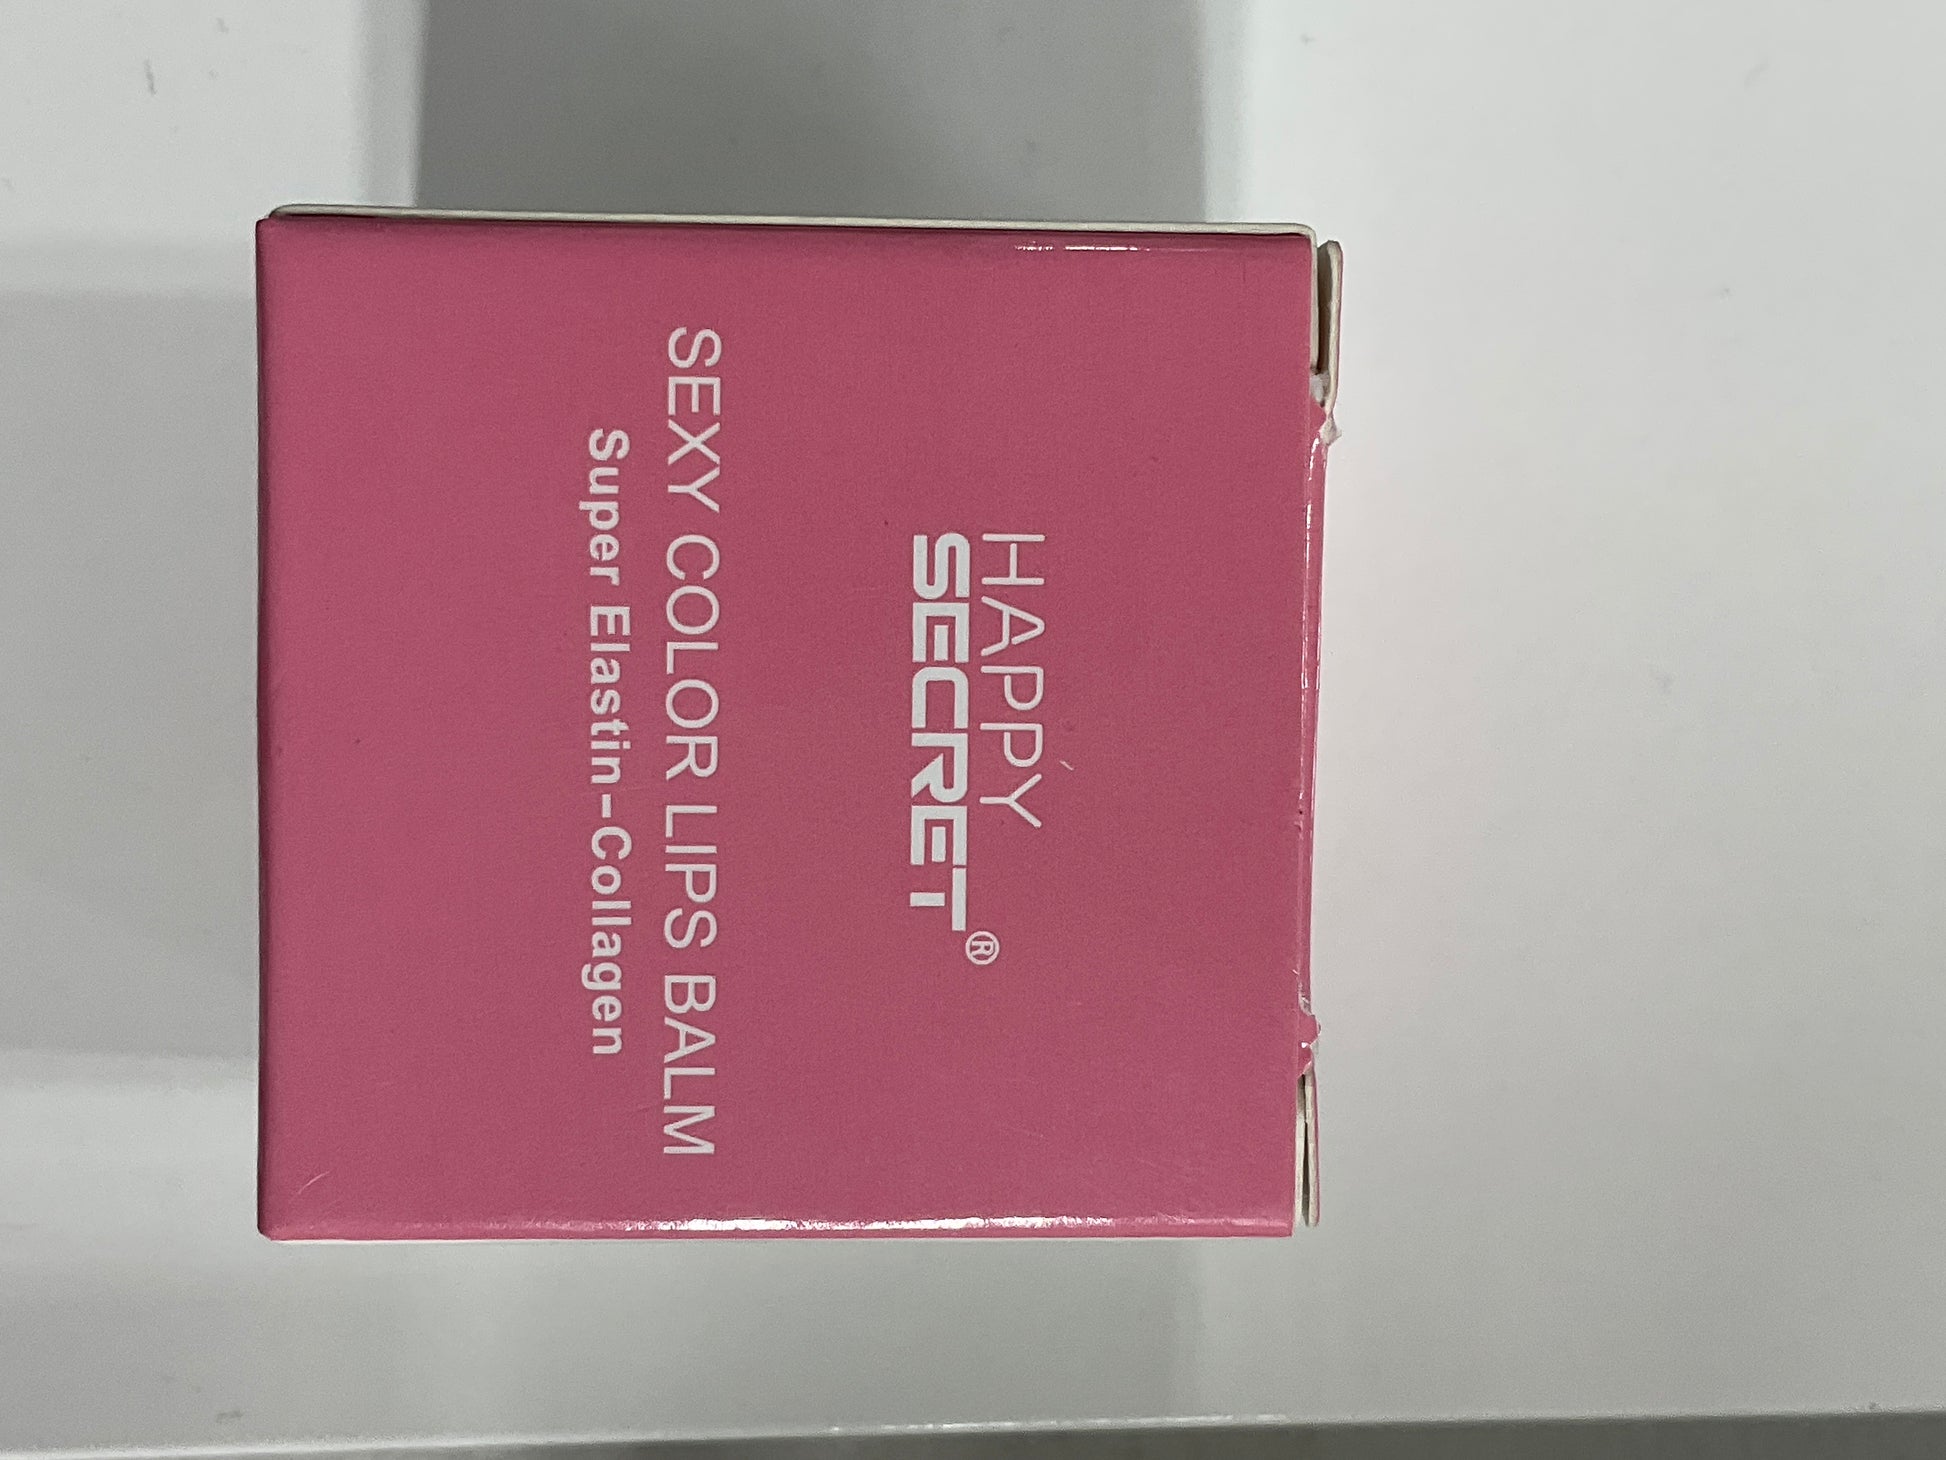 HAPPY
SECRET®
SEXY COLOR LIPS BALM
Super Elastin-Collagen